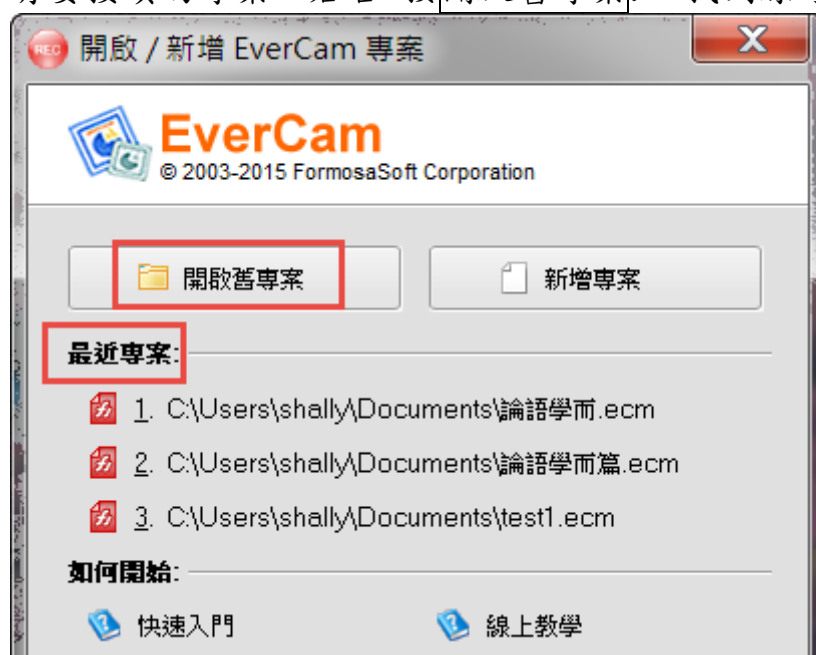 REC 開啟 / 新增 EverCam 專案
EverCam
© 2003-2015 FormosaSoft Corporation
開啟舊專案 新增專案
最近專案:
1. C:\Users\shally\Documents\論語學而.ecm
2. C:\Users\shally\Documents\論語學而篇.ecm
3. C:\Users\shally\Documents\test1.ecm
如何開始:
快速入門 線上教學